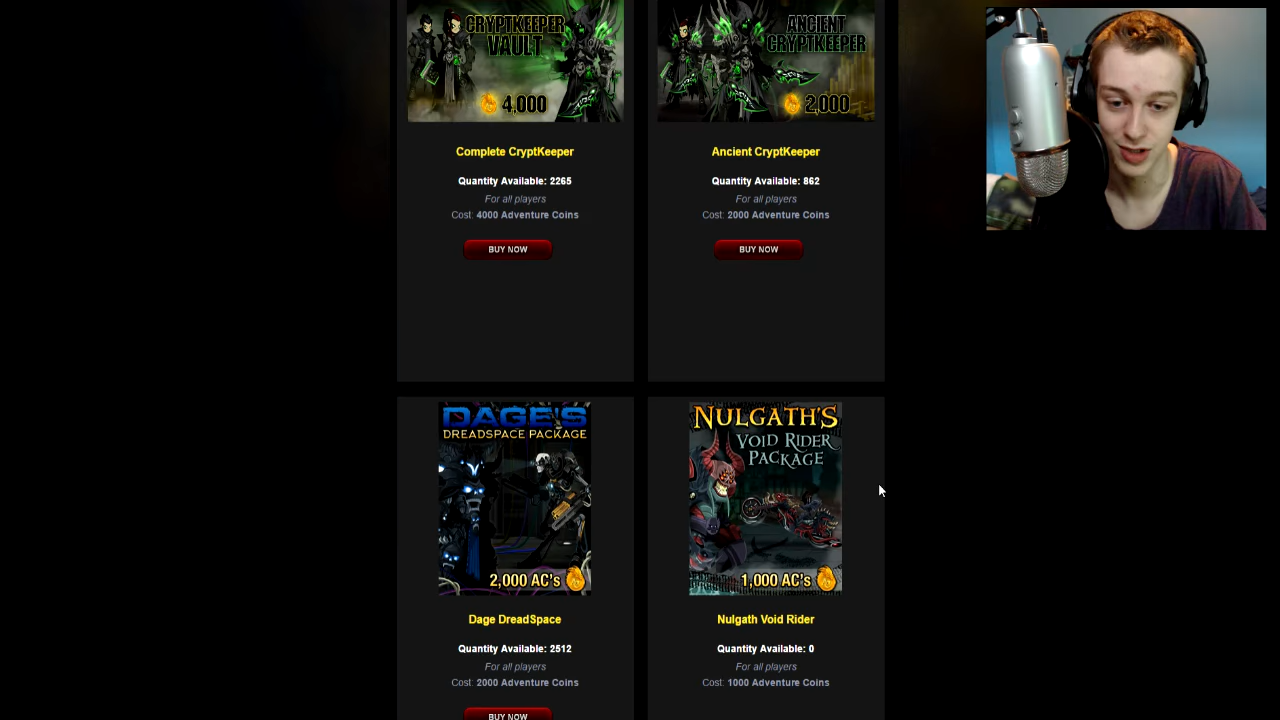 CRYPTKEEPER
VAULT
4,000
Complete CryptKeeper
Quantity Available: 2265
For all players
Cost: 4000 Adventure Coins
BUY NOW
ANCIENT
CRYPTKEEPER
2,000
Ancient CryptKeeper
Quantity Available: 862
For all players
Cost: 2000 Adventure Coins
BUY NOW
DAGE'S
DREADSPACE PACKAGE
2,000 AC's
Dage DreadSpace
Quantity Available: 2512
For all players
Cost: 2000 Adventure Coins
BUY NOW
NULGATH'S
VOID RIDER
PACKAGE
1,000 AC's
Nulgath Void Rider
Quantity Available: 0
For all players
Cost: 1000 Adventure Coins